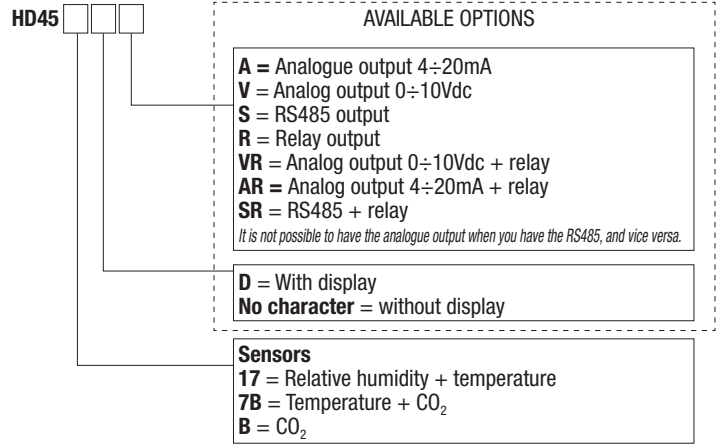 HD45
AVAILABLE OPTIONS
A = Analogue output 4÷20mA
V = Analog output 0÷10Vdc
S = RS485 output
R = Relay output
VR = Analog output 0÷10Vdc + relay
AR = Analog output 4÷20mA + relay
SR = RS485 + relay
It is not possible to have the analogue output when you have the RS485, and vice versa.
D = With display
No character = without display
Sensors
17 = Relative humidity + temperature
7B = Temperature + CO₂
B = CO₂